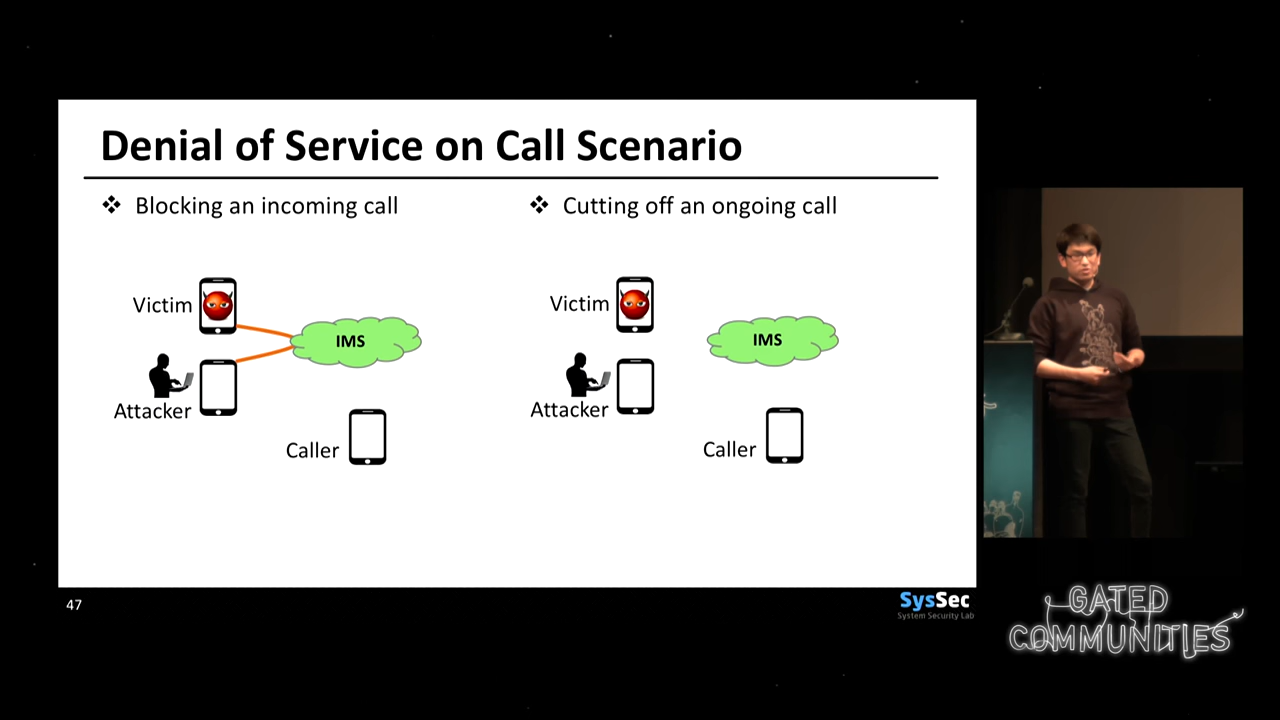 Denial of Service on Call Scenario
❖ Blocking an incoming call
Victim
IMS
Attacker
Caller
❖ Cutting off an ongoing call
Victim
IMS
Attacker
Caller
47
SysSec
System Security Lab
GATED
COMMUNITIES